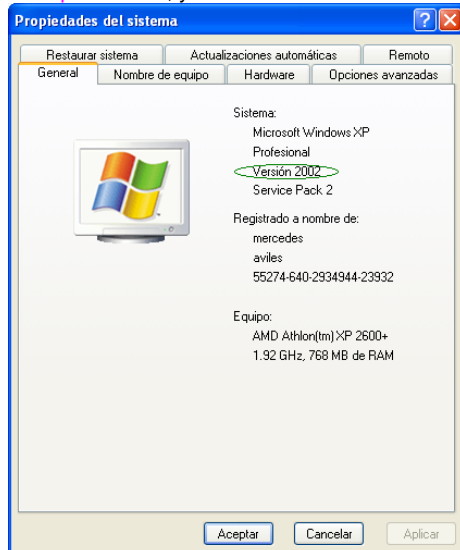 Propiedades del sistema
Restaurar sistema
Actualizaciones automáticas
Remoto
General
Nombre de equipo
Hardware
Opciones avanzadas
Sistema:
Microsoft Windows XP
Profesional
Versión 2002
Service Pack 2
Registrado a nombre de:
mercedes
aviles
55274-640-2934944-23932
Equipo:
AMD Athlon(tm) XP 2600+
1.92 GHz, 768 MB de RAM
Aceptar
Cancelar
Aplicar